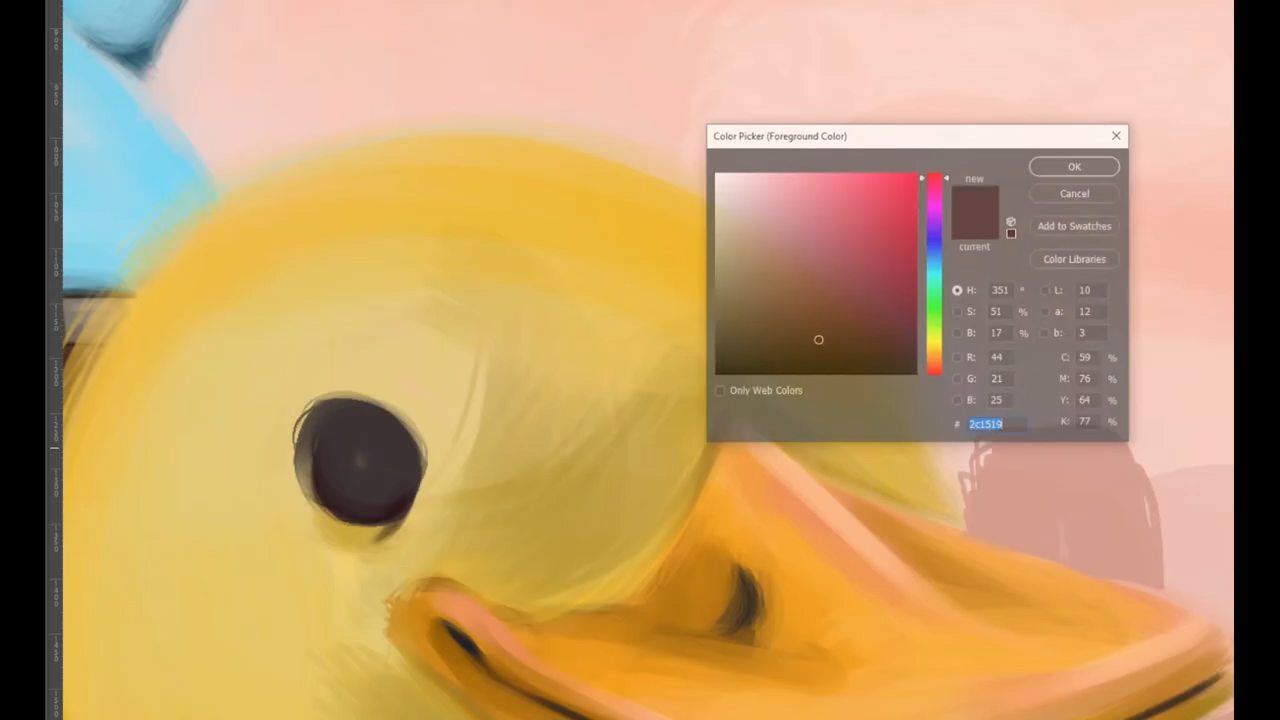 Color Picker (Foreground Color)
new
current
OK
Cancel
Add to Swatches
Color Libraries
H: 351 °
S: 51 %
B: 17 %
R: 44
G: 21
B: 25
# 2c1519
L: 10
a: 12
b: 3
C: 59 %
M: 76 %
Y: 64 %
K: 77 %
Only Web Colors